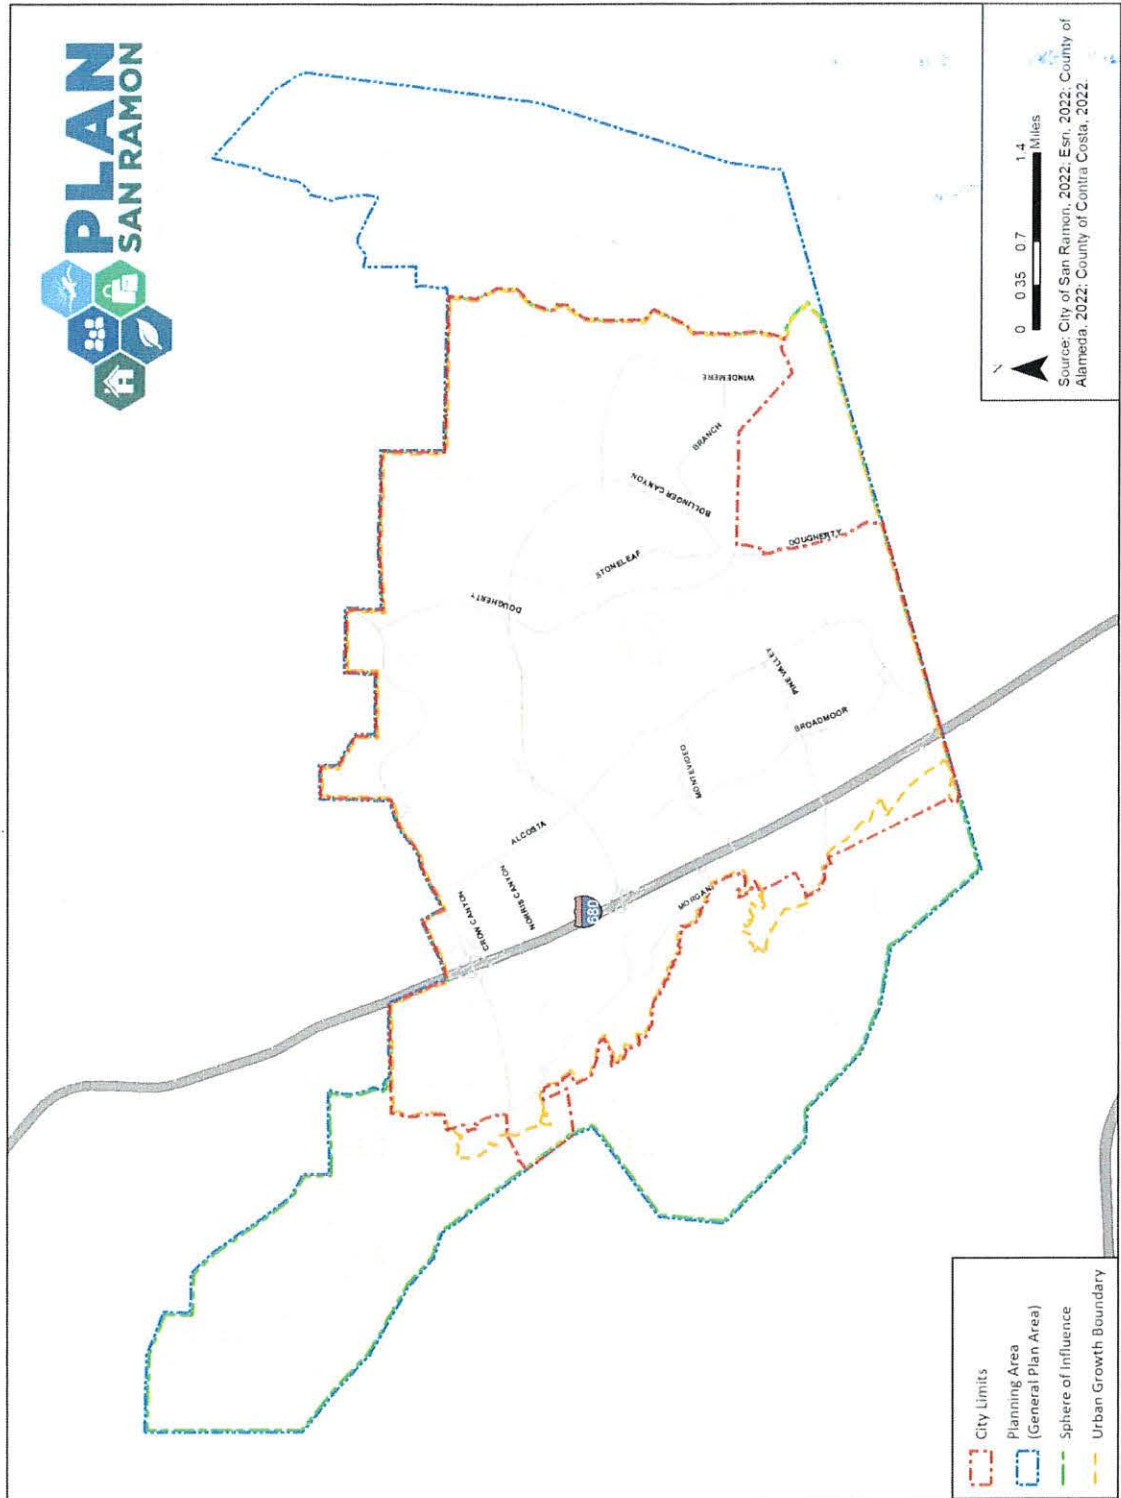 PLAN
SAN RAMON
CROW CANYON
NORRIS CANYON
ALCOSTA
680
MORGAN
MONTEVIDEO
BROADMOOR
PINE VALLEY
DOUGHERTY
STONELEAF
BOLLINGER CANYON
BRANCH
WINDEMERE
DOUGHERTY
City Limits
Planning Area
(General Plan Area)
Sphere of Influence
Urban Growth Boundary
N
0 0.35 0.7 1.4
Miles
Source: City of San Ramon, 2022; Esri, 2022; County of
Alameda, 2022; County of Contra Costa, 2022.